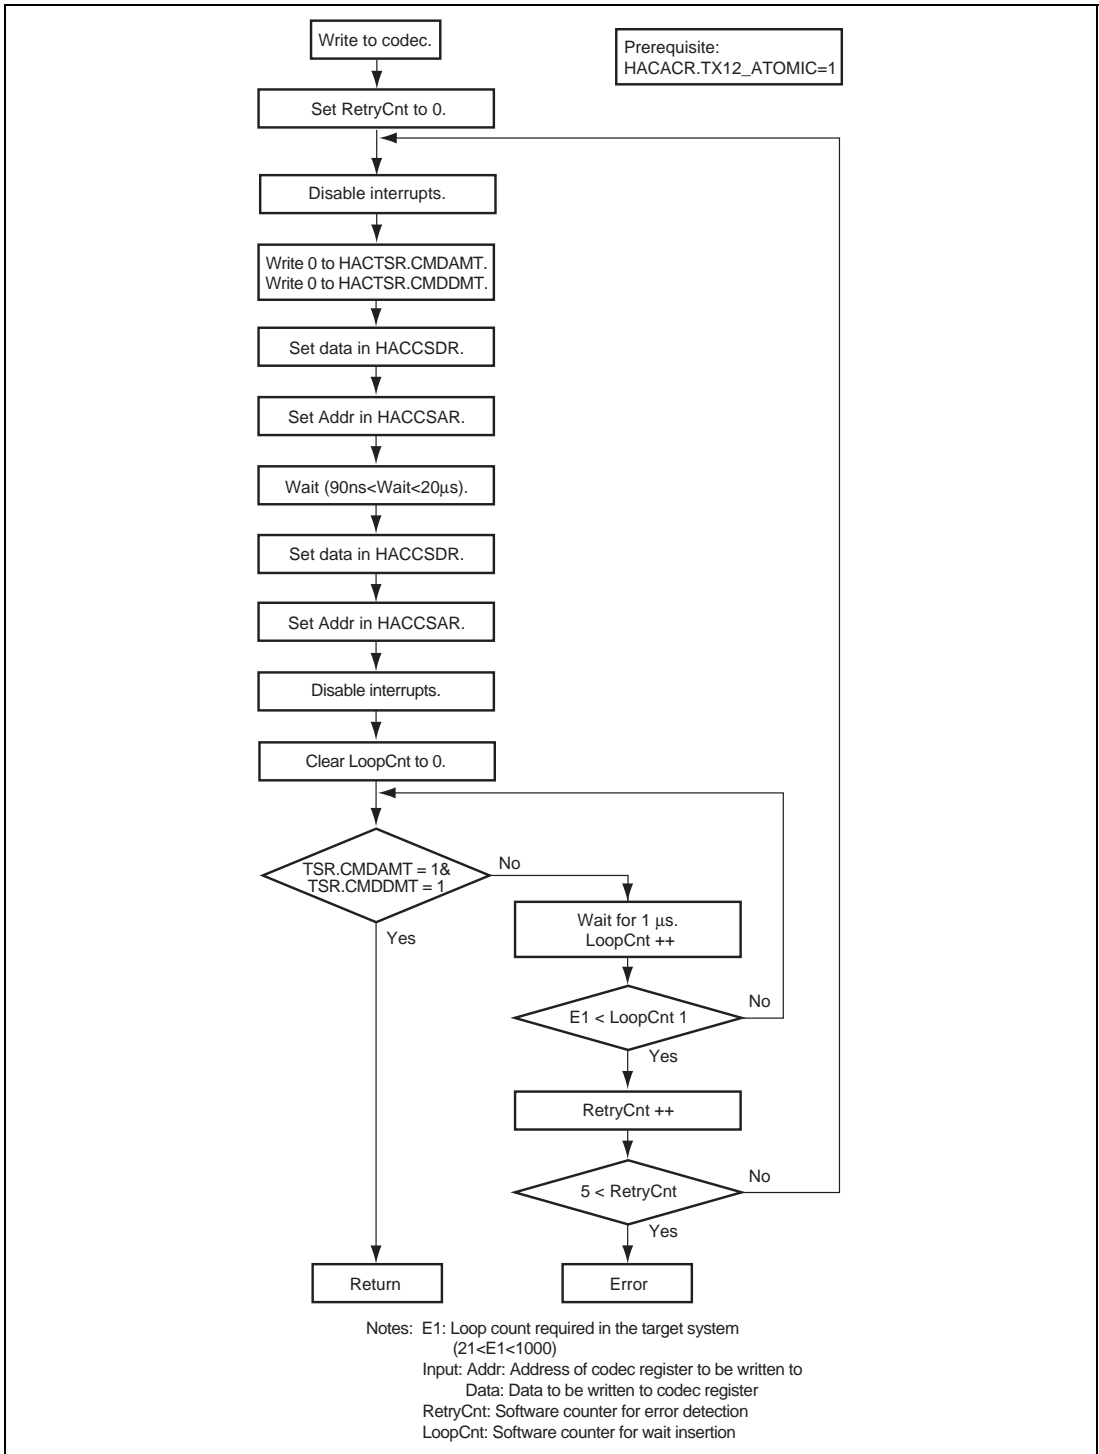 Write to codec.
Prerequisite:
HACACR.TX12_ATOMIC=1
Set RetryCnt to 0.
Disable interrupts.
Write 0 to HACTSR.CMDAMT.
Write 0 to HACTSR.CMDDMT.
Set data in HACCSDR.
Set Addr in HACCSAR.
Wait (90ns<Wait<20μs).
Set data in HACCSDR.
Set Addr in HACCSAR.
Disable interrupts.
Clear LoopCnt to 0.
TSR.CMDAMT = 1&
TSR.CMDDMT = 1
No
Yes
Wait for 1 μs.
LoopCnt ++
E1 < LoopCnt 1
No
Yes
RetryCnt ++
5 < RetryCnt
No
Yes
Return
Error
Notes: E1: Loop count required in the target system
(21<E1<1000)
Input: Addr: Address of codec register to be written to
Data: Data to be written to codec register
RetryCnt: Software counter for error detection
LoopCnt: Software counter for wait insertion